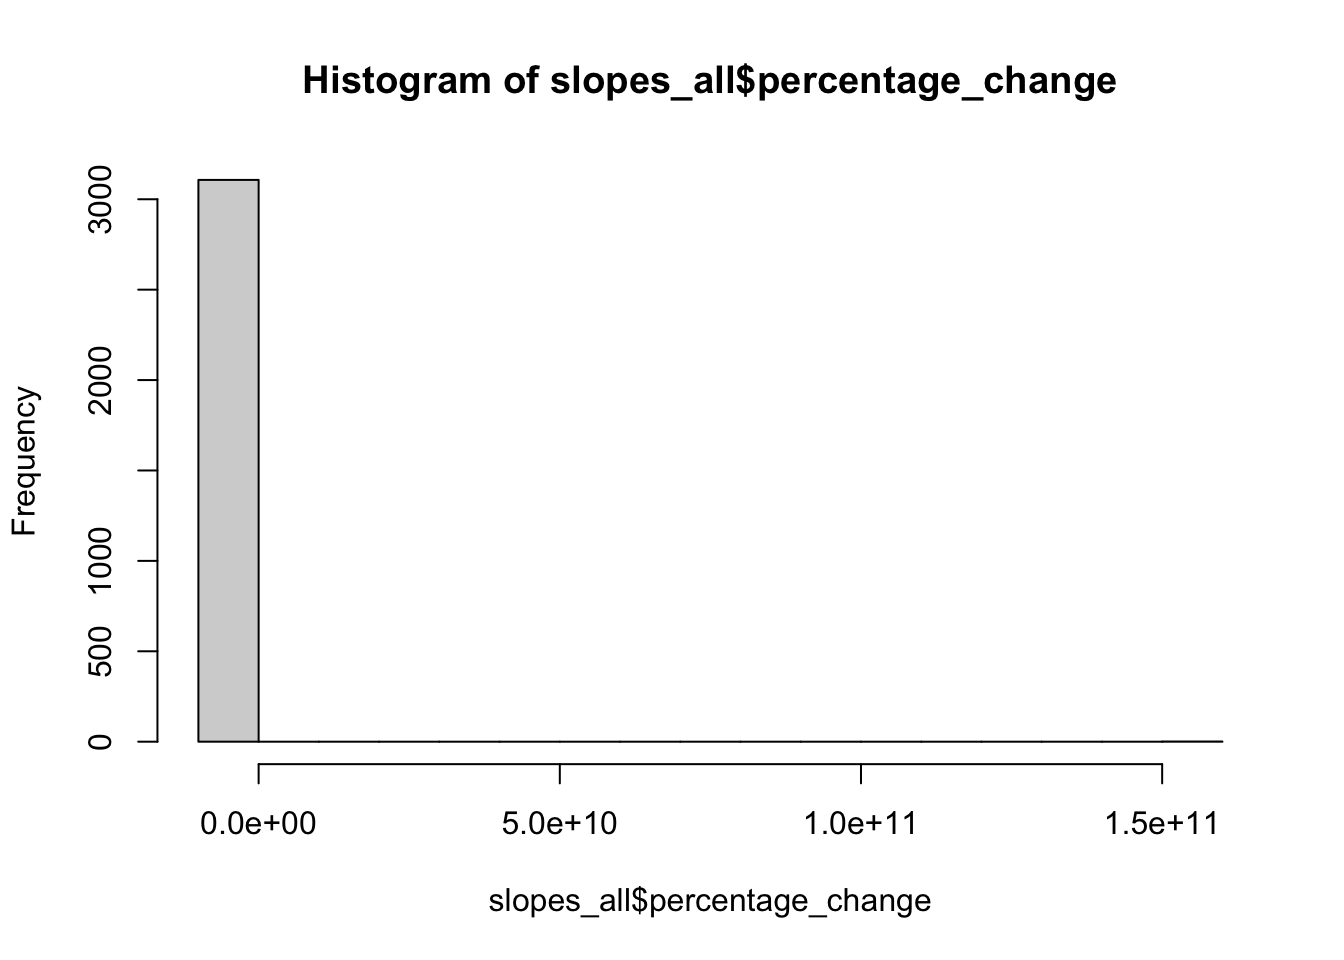 Histogram of slopes_all$percentage_change
3000
2000
1000
500
0
Frequency
0.0e+00 5.0e+10 1.0e+11 1.5e+11
slopes_all$percentage_change